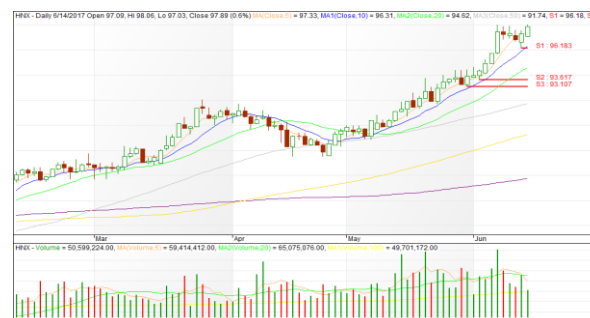 HNX - Daily 6/14/2017 Open 97.09, Hi 98.06, Lo 97.03, Close 97.89 (0.6%) MA(Close,5) = 97.33, MA1(Close,10) = 96.31, MA2(Close,20) = 94.62, MA3(Close,50) = 91.74, S1 = 96.18, S
S1 : 96.183
S2 : 93.617
S3 : 93.197
Mar Apr May Jun
HNX - Volume = 50,599,224.00, MA(Volume,5) = 59,414,412.00, MA2(Volume,20) = 65,075,876.00, = 49,701,172.00